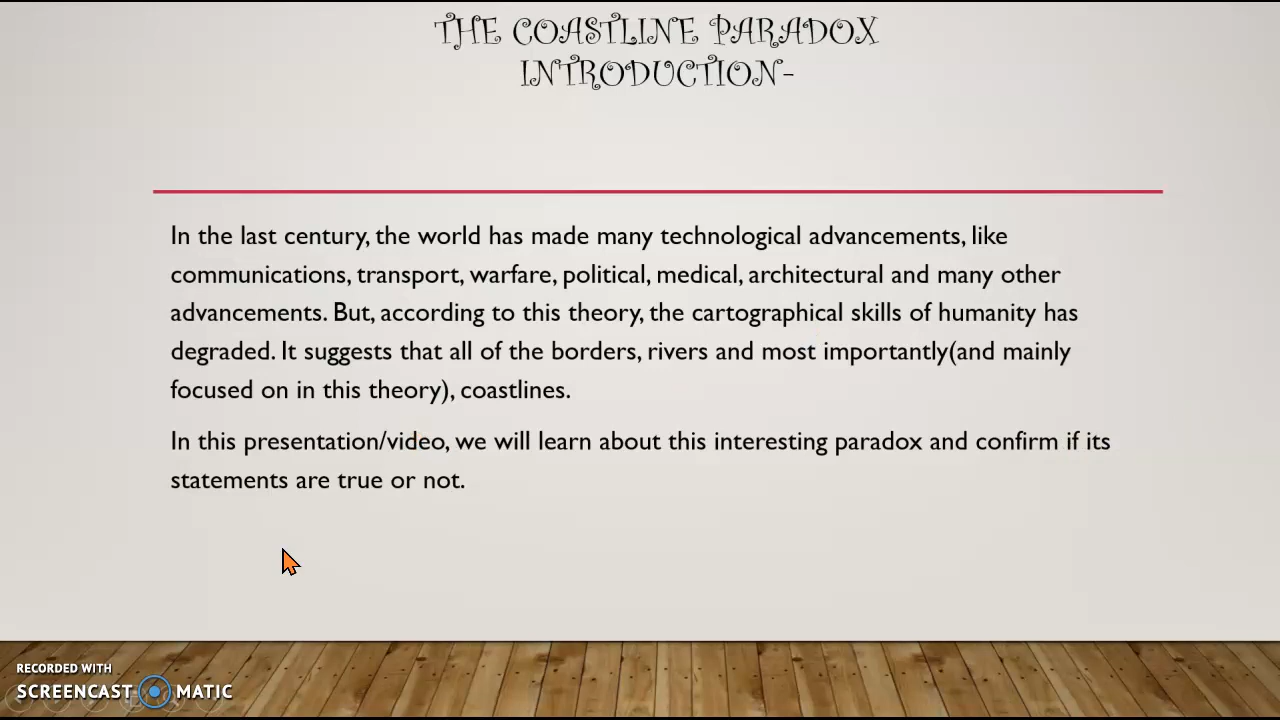 THE COASTLINE PARADOX
INTRODUCTION-
In the last century, the world has made many technological advancements, like
communications, transport, warfare, political, medical, architectural and many other
advancements. But, according to this theory, the cartographical skills of humanity has
degraded. It suggests that all of the borders, rivers and most importantly(and mainly
focused on in this theory), coastlines.
In this presentation/video, we will learn about this interesting paradox and confirm if its
statements are true or not.
RECORDED WITH
SCREENCAST MATIC